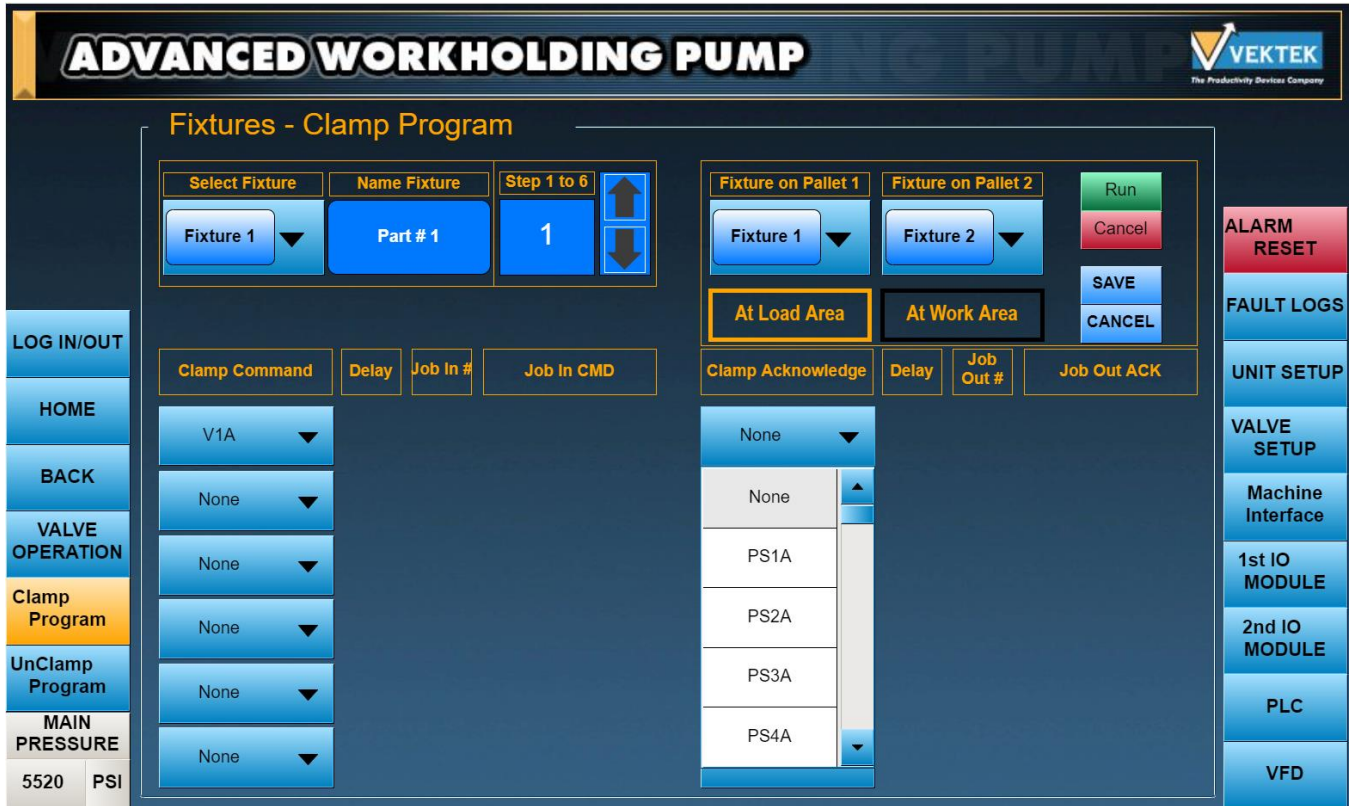 ADVANCED WORKHOLDING PUMP
VEKTEK
The Productivity Devices Company
Fixtures - Clamp Program
Select Fixture
Name Fixture
Step 1 to 6
Fixture 1
Part # 1
1
Fixture on Pallet 1
Fixture on Pallet 2
Fixture 1
Fixture 2
At Load Area
At Work Area
Run
Cancel
SAVE
CANCEL
LOG IN/OUT
HOME
BACK
VALVE
OPERATION
Clamp
Program
UnClamp
Program
MAIN
PRESSURE
5520 PSI
Clamp Command
Delay
Job In #
Job In CMD
V1A
None
None
None
None
None
Clamp Acknowledge
Delay
Job
Out #
Job Out ACK
None
None
PS1A
PS2A
PS3A
PS4A
ALARM
RESET
FAULT LOGS
UNIT SETUP
VALVE
SETUP
Machine
Interface
1st IO
MODULE
2nd IO
MODULE
PLC
VFD